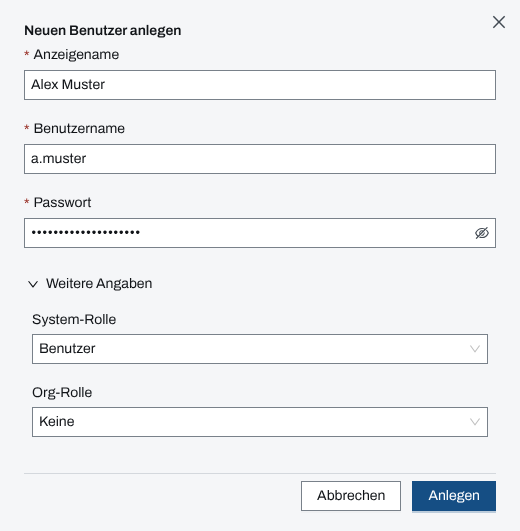 Neuen Benutzer anlegen
* Anzeigename
Alex Muster
* Benutzername
a.muster
* Passwort
••••••••••••••••••••
Weitere Angaben
System-Rolle
Benutzer
Org-Rolle
Keine
Abbrechen Anlegen